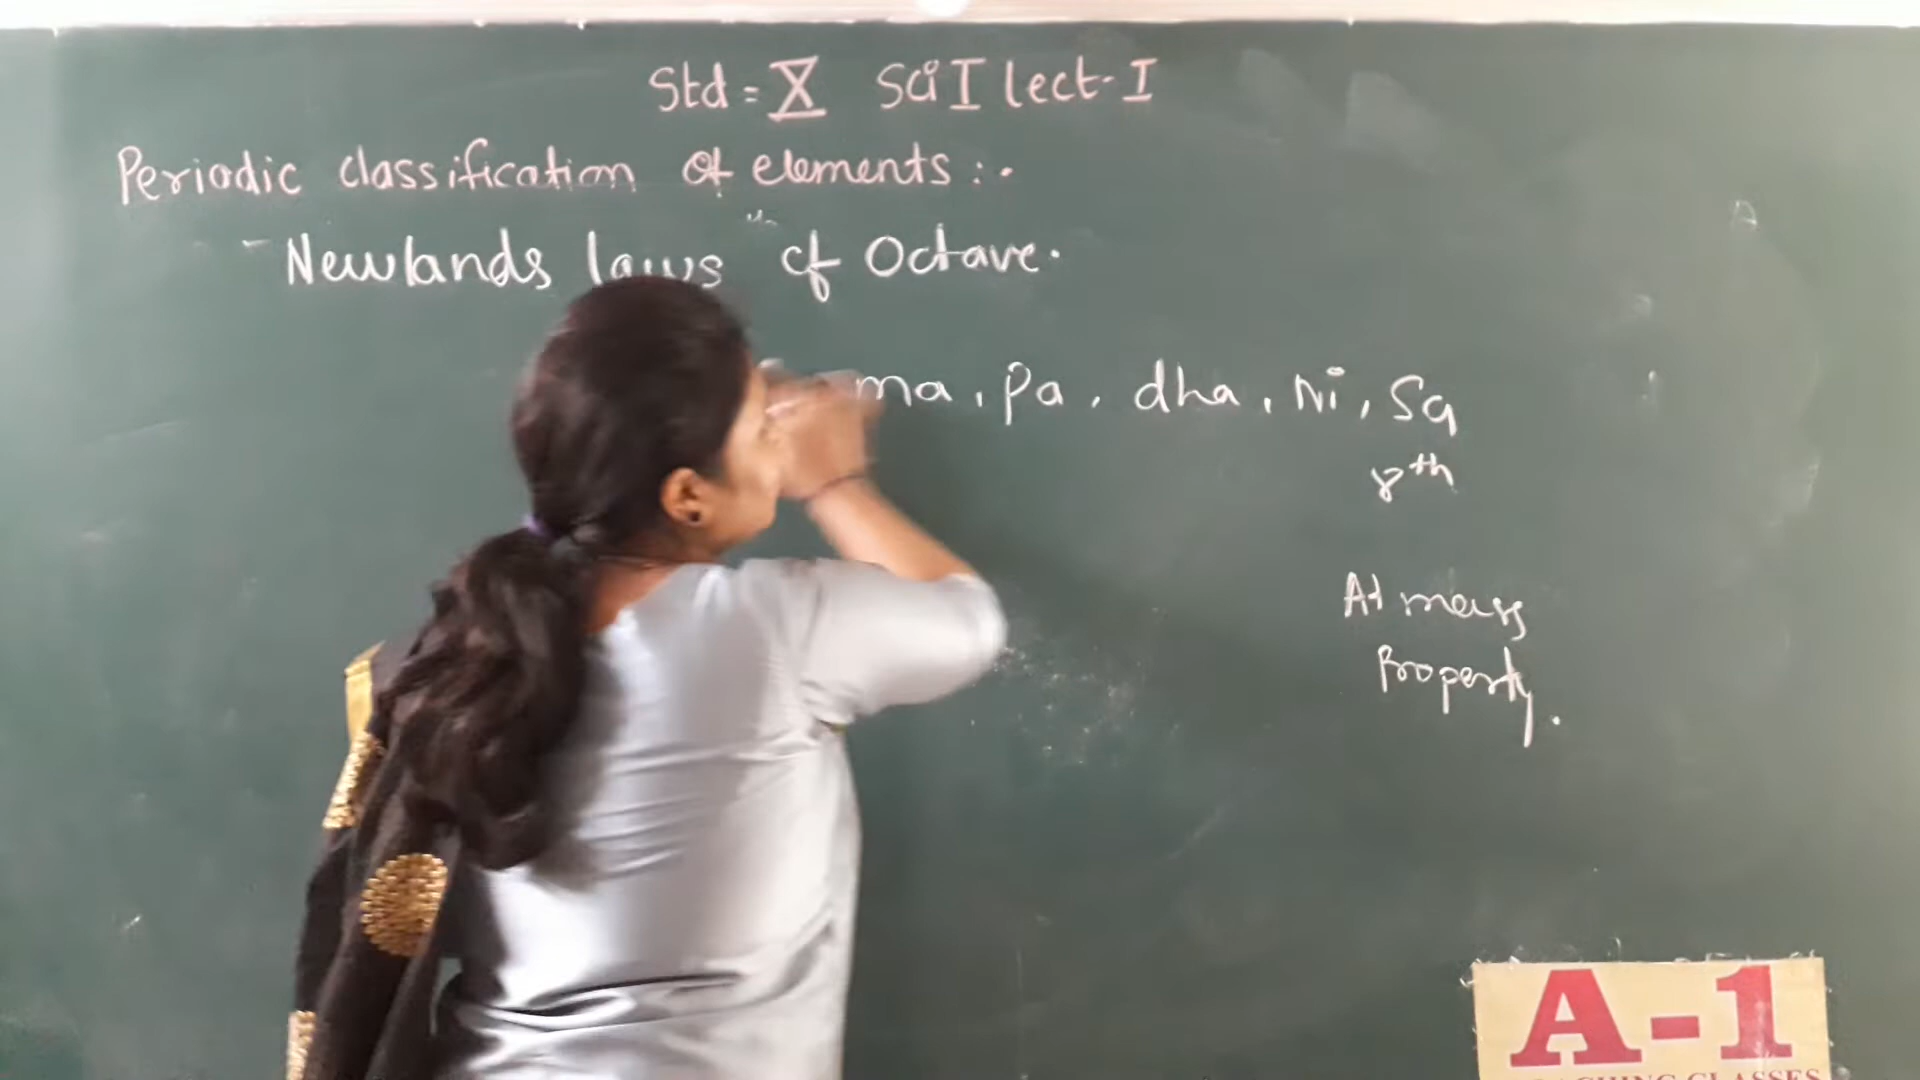 Std = X Sci I lect-I
Periodic classification of elements :-
- Newlands laws of Octave.
ma, Pa, dha, Ni, Sa
8th
At mass
Property.
A-1
CLASSES